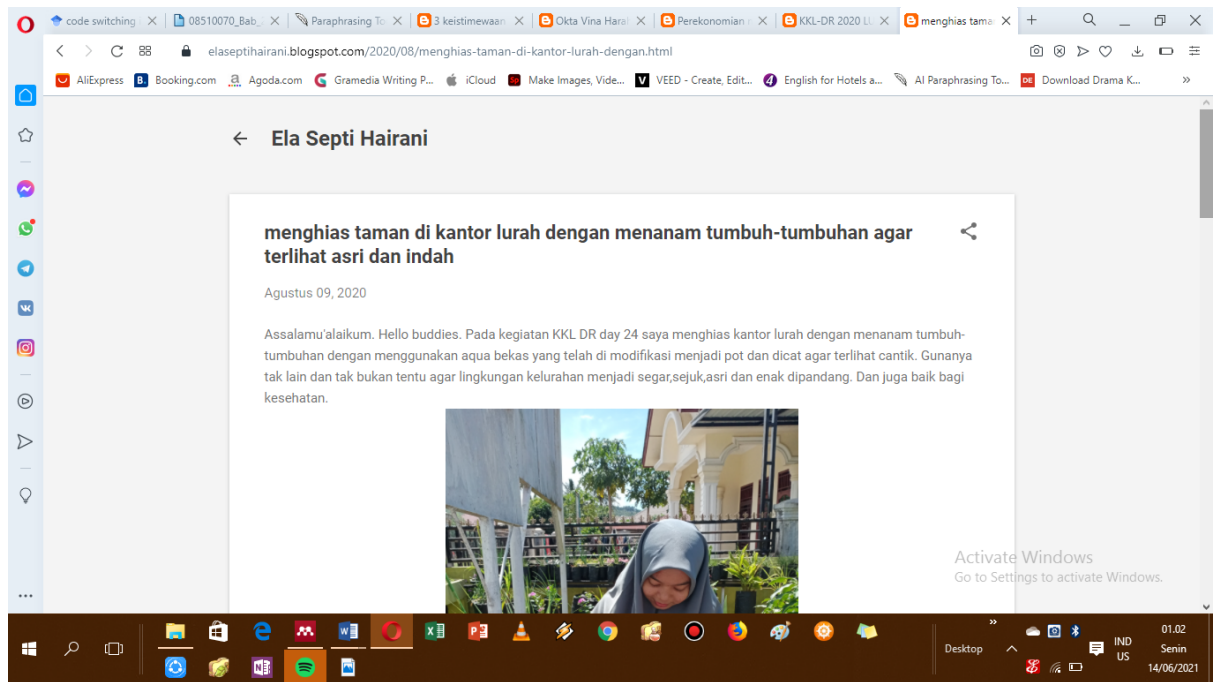 code switching
08510070_Bab_
Paraphrasing To
3 keistimewaan
Okta Vina Hara
Perekonomian
KKL-DR 2020
menghias tama
elaseptihairani.blogspot.com/2020/08/menghias-taman-di-kantor-lurah-dengan.html
AliExpress
Booking.com
Agoda.com
Gramedia Writing P...
iCloud
Make Images, Vide...
VEED - Create, Edit...
English for Hotels a...
AI Paraphrasing To...
Download Drama K...
Ela Septi Hairani
menghias taman di kantor lurah dengan menanam tumbuh-tumbuhan agar
terlihat asri dan indah
Agustus 09, 2020
Assalamu'alaikum. Hello buddies. Pada kegiatan KKL DR day 24 saya menghias kantor lurah dengan menanam tumbuh-
tumbuhan dengan menggunakan aqua bekas yang telah di modifikasi menjadi pot dan dicat agar terlihat cantik. Gunanya
tak lain dan tak bukan tentu agar lingkungan kelurahan menjadi segar,sejuk,asri dan enak dipandang. Dan juga baik bagi
kesehatan.
Activate Windows
Go to Settings to activate Windows.
Desktop
IND
US
01.02
Senin
14/06/2021